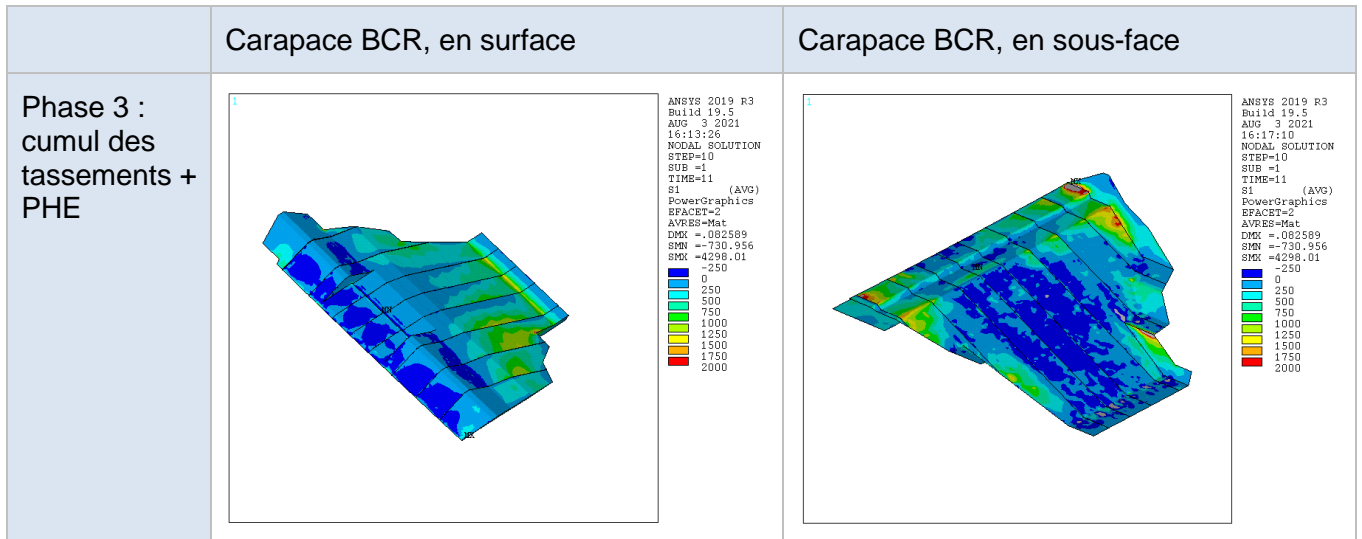 Carapace BCR, en surface
Carapace BCR, en sous-face
Phase 3 :
cumul des
tassements +
PHE
1
ANSYS 2019 R3
Build 19.5
AUG 3 2021
16:13:26
NODAL SOLUTION
STEP=10
SUB =1
TIME=11
S1 (AVG)
PowerGraphics
EFACET=2
AVRES=Mat
DMX =.082589
SMN =-730.956
SMX =4298.01
-250
0
250
500
750
1000
1250
1500
1750
2000
MN
MX
1
ANSYS 2019 R3
Build 19.5
AUG 3 2021
16:17:10
NODAL SOLUTION
STEP=10
SUB =1
TIME=11
S1 (AVG)
PowerGraphics
EFACET=2
AVRES=Mat
DMX =.082589
SMN =-730.956
SMX =4298.01
-250
0
250
500
750
1000
1250
1500
1750
2000
MX
MN